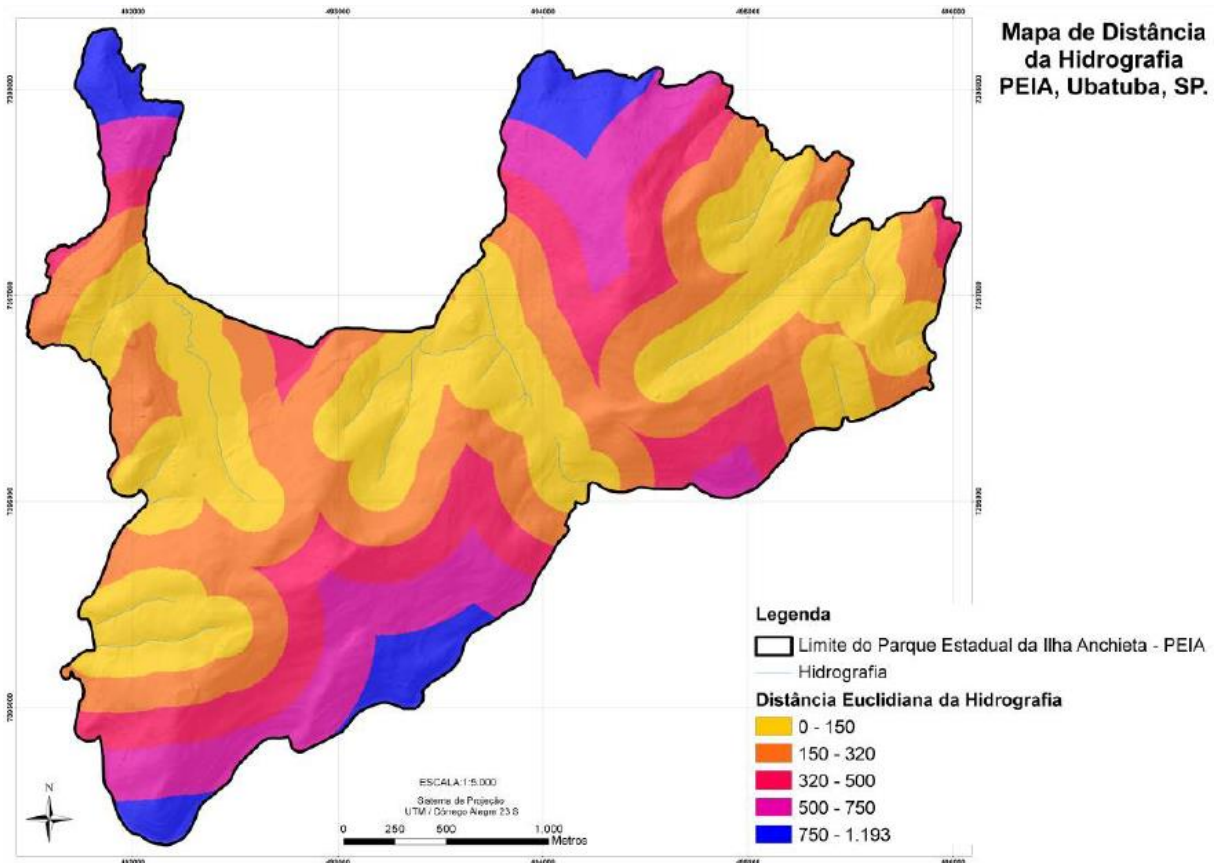 Mapa de Distância
da Hidrografia
PEIA, Ubatuba, SP.
Legenda
Limite do Parque Estadual da Ilha Anchieta - PEIA
Hidrografia
Distância Euclidiana da Hidrografia
0 - 150
150 - 320
320 - 500
500 - 750
750 - 1.193
N
ESCALA:1:5.000
Sistema de Projeção
UTM / Córrego Alegre 23 S
0 250 500 1.000
Metros